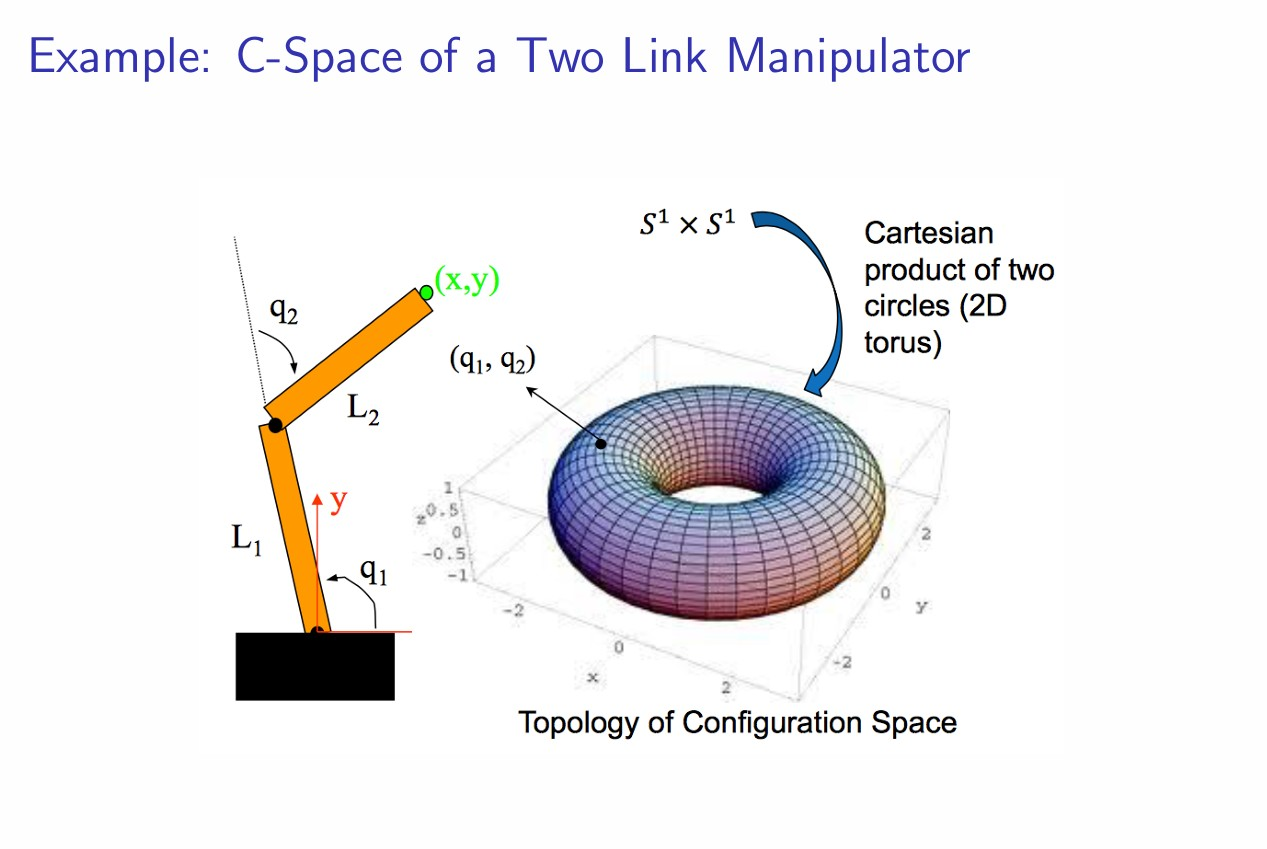 Example: C-Space of a Two Link Manipulator
S¹ × S¹
Cartesian
product of two
circles (2D
torus)
(x,y)
q₂
(q₁, q₂)
L₂
y
L₁
q₁
1
z 0.5
0
-0.5
-1
-2
0
x
2
2
0
y
-2
Topology of Configuration Space